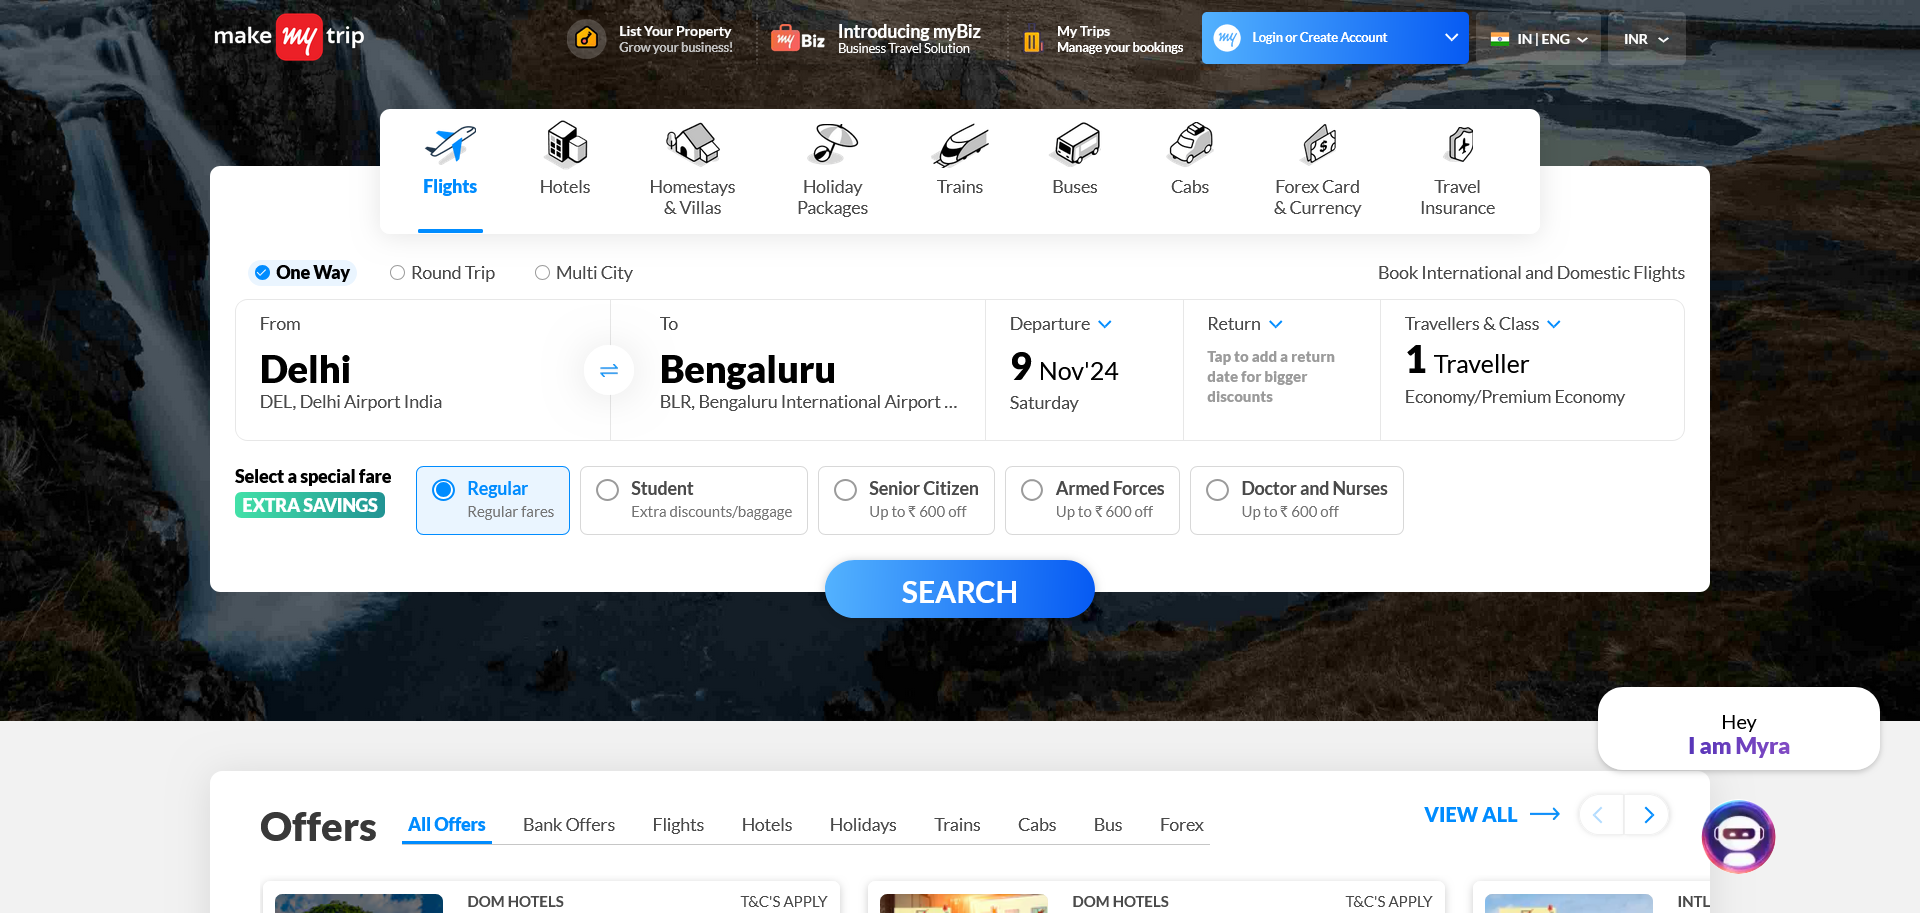 make my trip
List Your Property
Grow your business!
my Biz
Introducing myBiz
Business Travel Solution
My Trips
Manage your bookings
my
Login or Create Account
IN | ENG
INR
Flights
Hotels
Homestays
& Villas
Holiday
Packages
Trains
Buses
Cabs
Forex Card
& Currency
Travel
Insurance
One Way
Round Trip
Multi City
Book International and Domestic Flights
From
Delhi
DEL, Delhi Airport India
To
Bengaluru
BLR, Bengaluru International Airport ...
Departure
9 Nov'24
Saturday
Return
Tap to add a return
date for bigger
discounts
Travellers & Class
1 Traveller
Economy/Premium Economy
Select a special fare
EXTRA SAVINGS
Regular
Regular fares
Student
Extra discounts/baggage
Senior Citizen
Up to ₹ 600 off
Armed Forces
Up to ₹ 600 off
Doctor and Nurses
Up to ₹ 600 off
SEARCH
Hey
I am Myra
Offers
All Offers
Bank Offers
Flights
Hotels
Holidays
Trains
Cabs
Bus
Forex
VIEW ALL
DOM HOTELS
T&C'S APPLY
DOM HOTELS
T&C'S APPLY
INTL